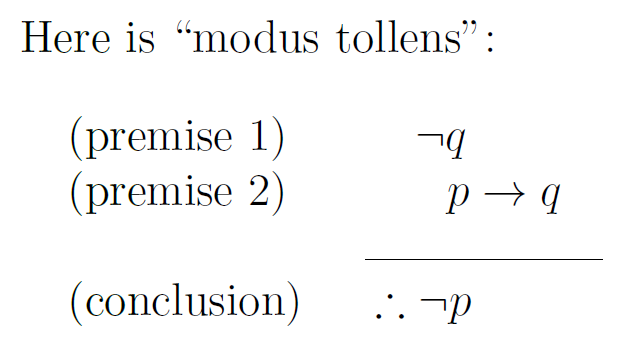 Here is “modus tollens”:
(premise 1) ¬q
(premise 2) p → q
(conclusion) ∴ ¬p